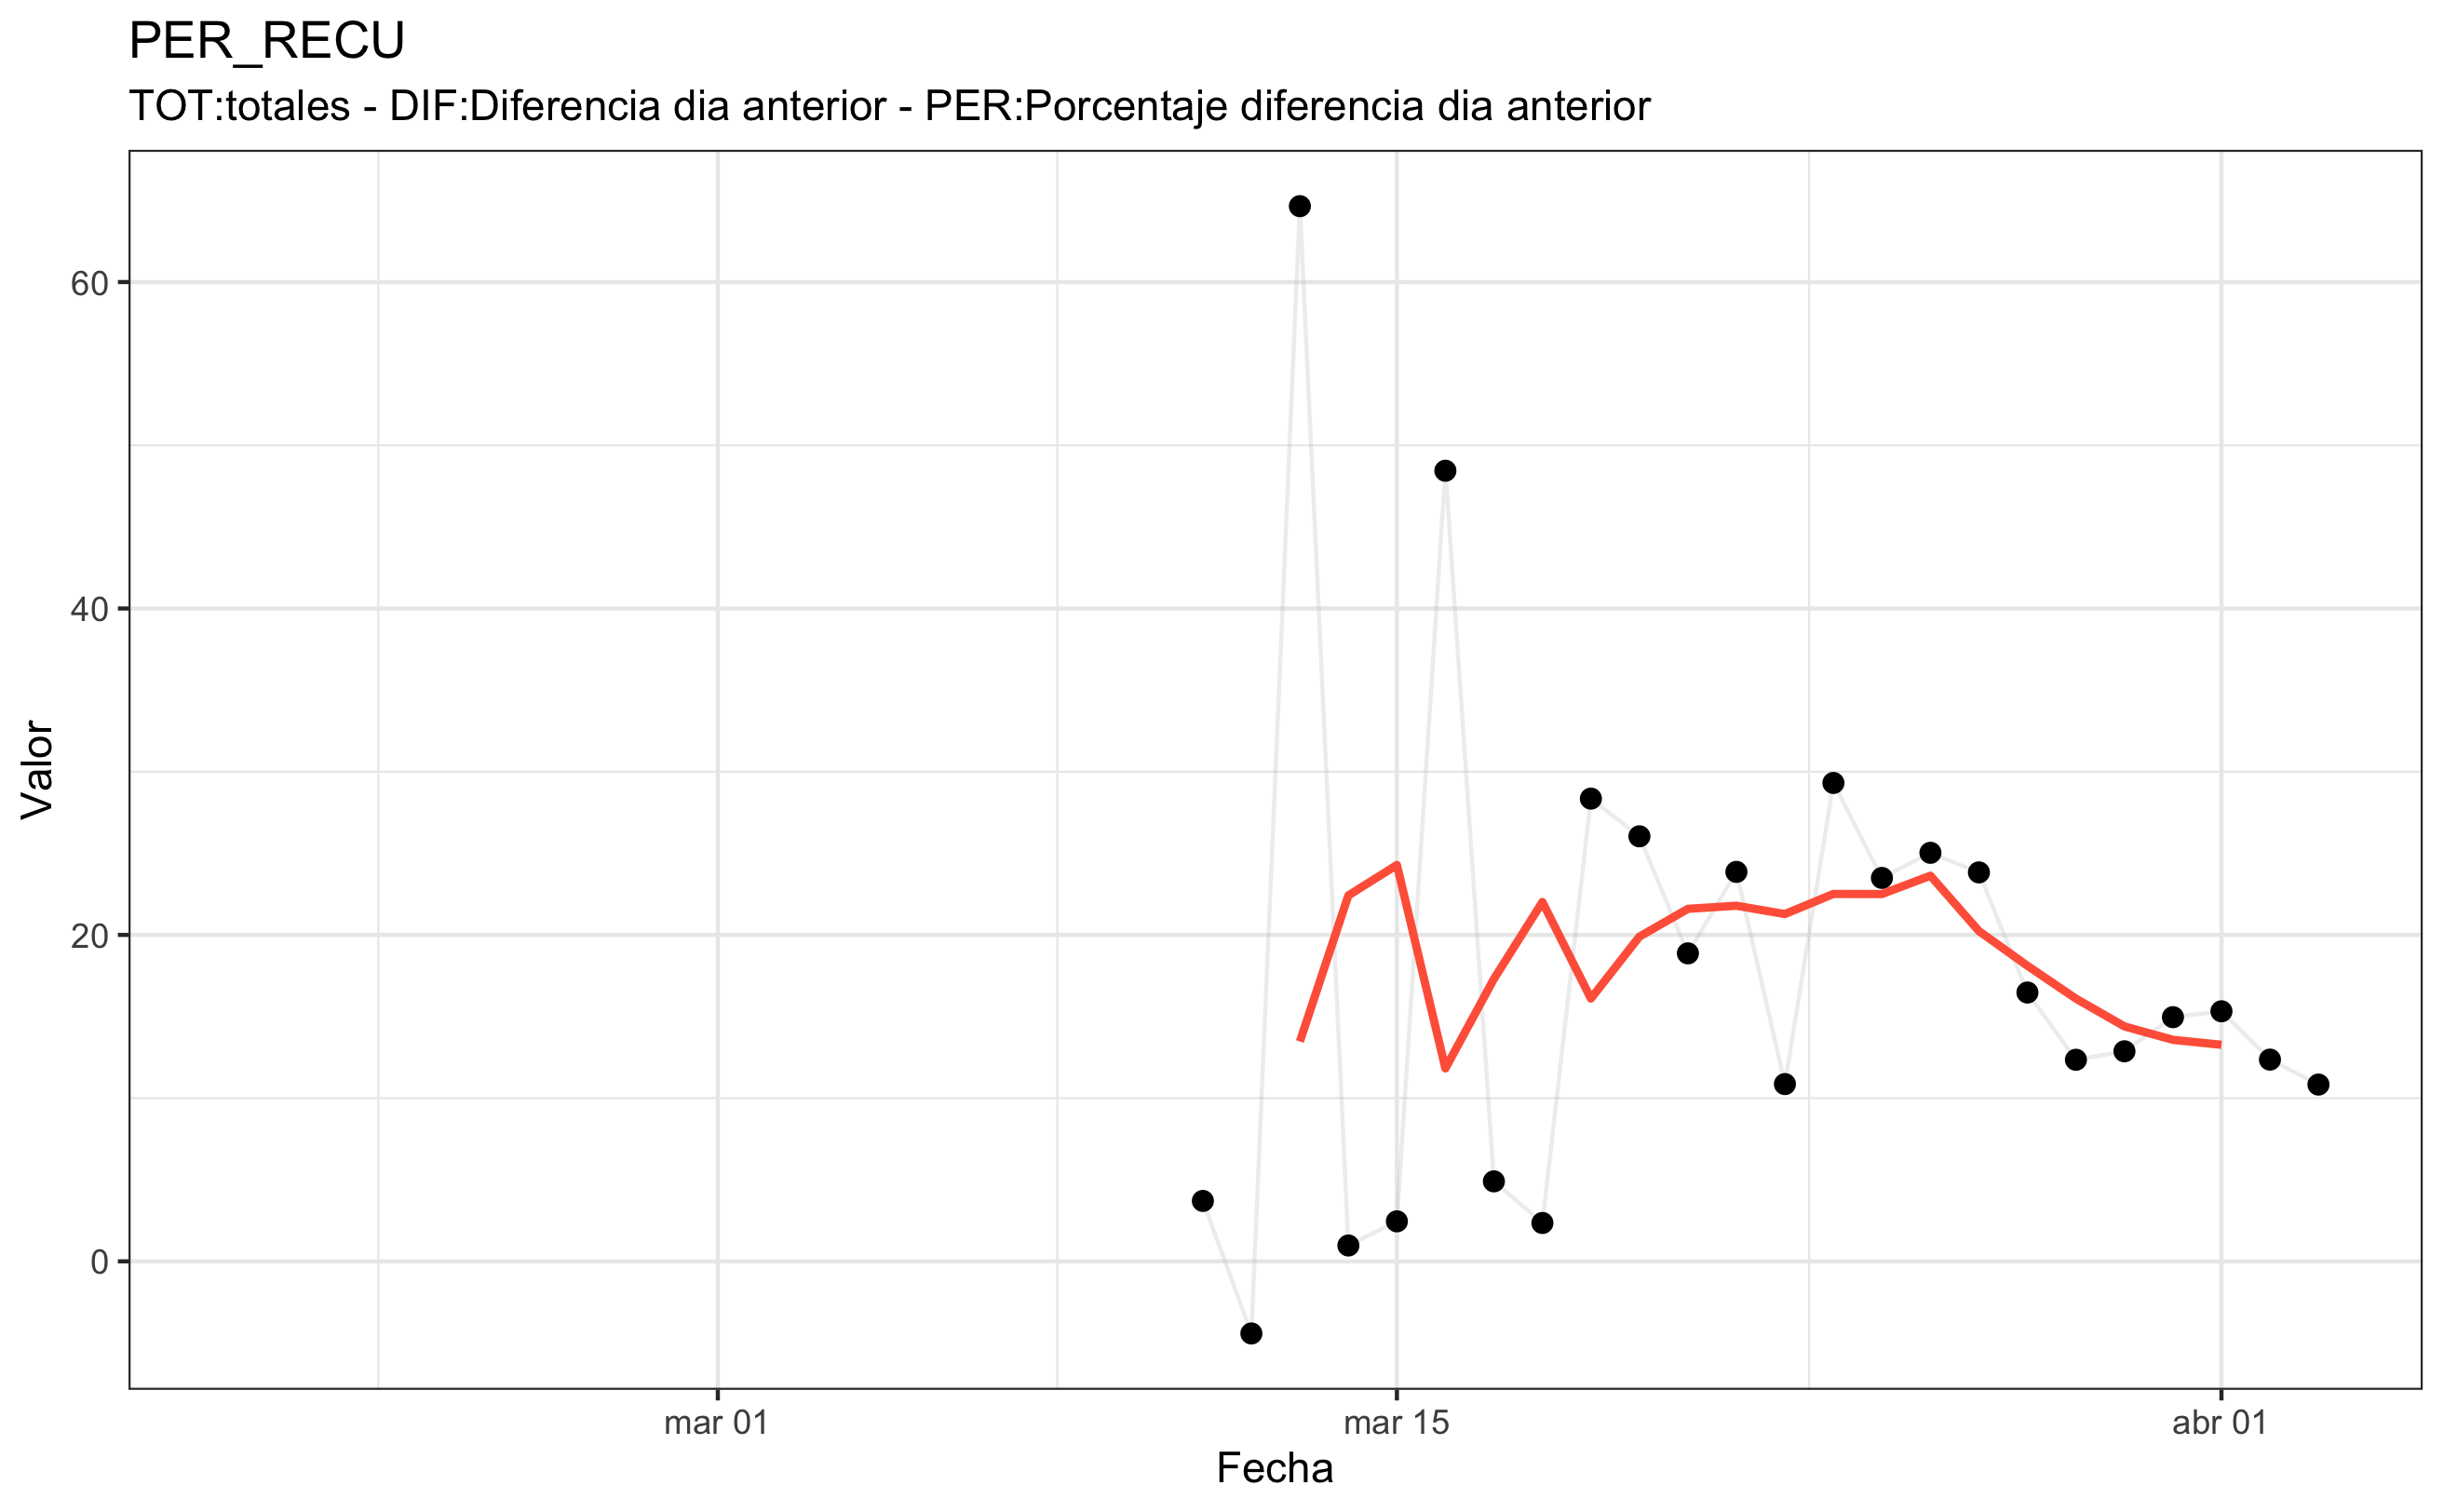 PER_RECU
TOT:totales - DIF:Diferencia dia anterior - PER:Porcentaje diferencia dia anterior
60
40
20
0
Valor
mar 01
mar 15
abr 01
Fecha